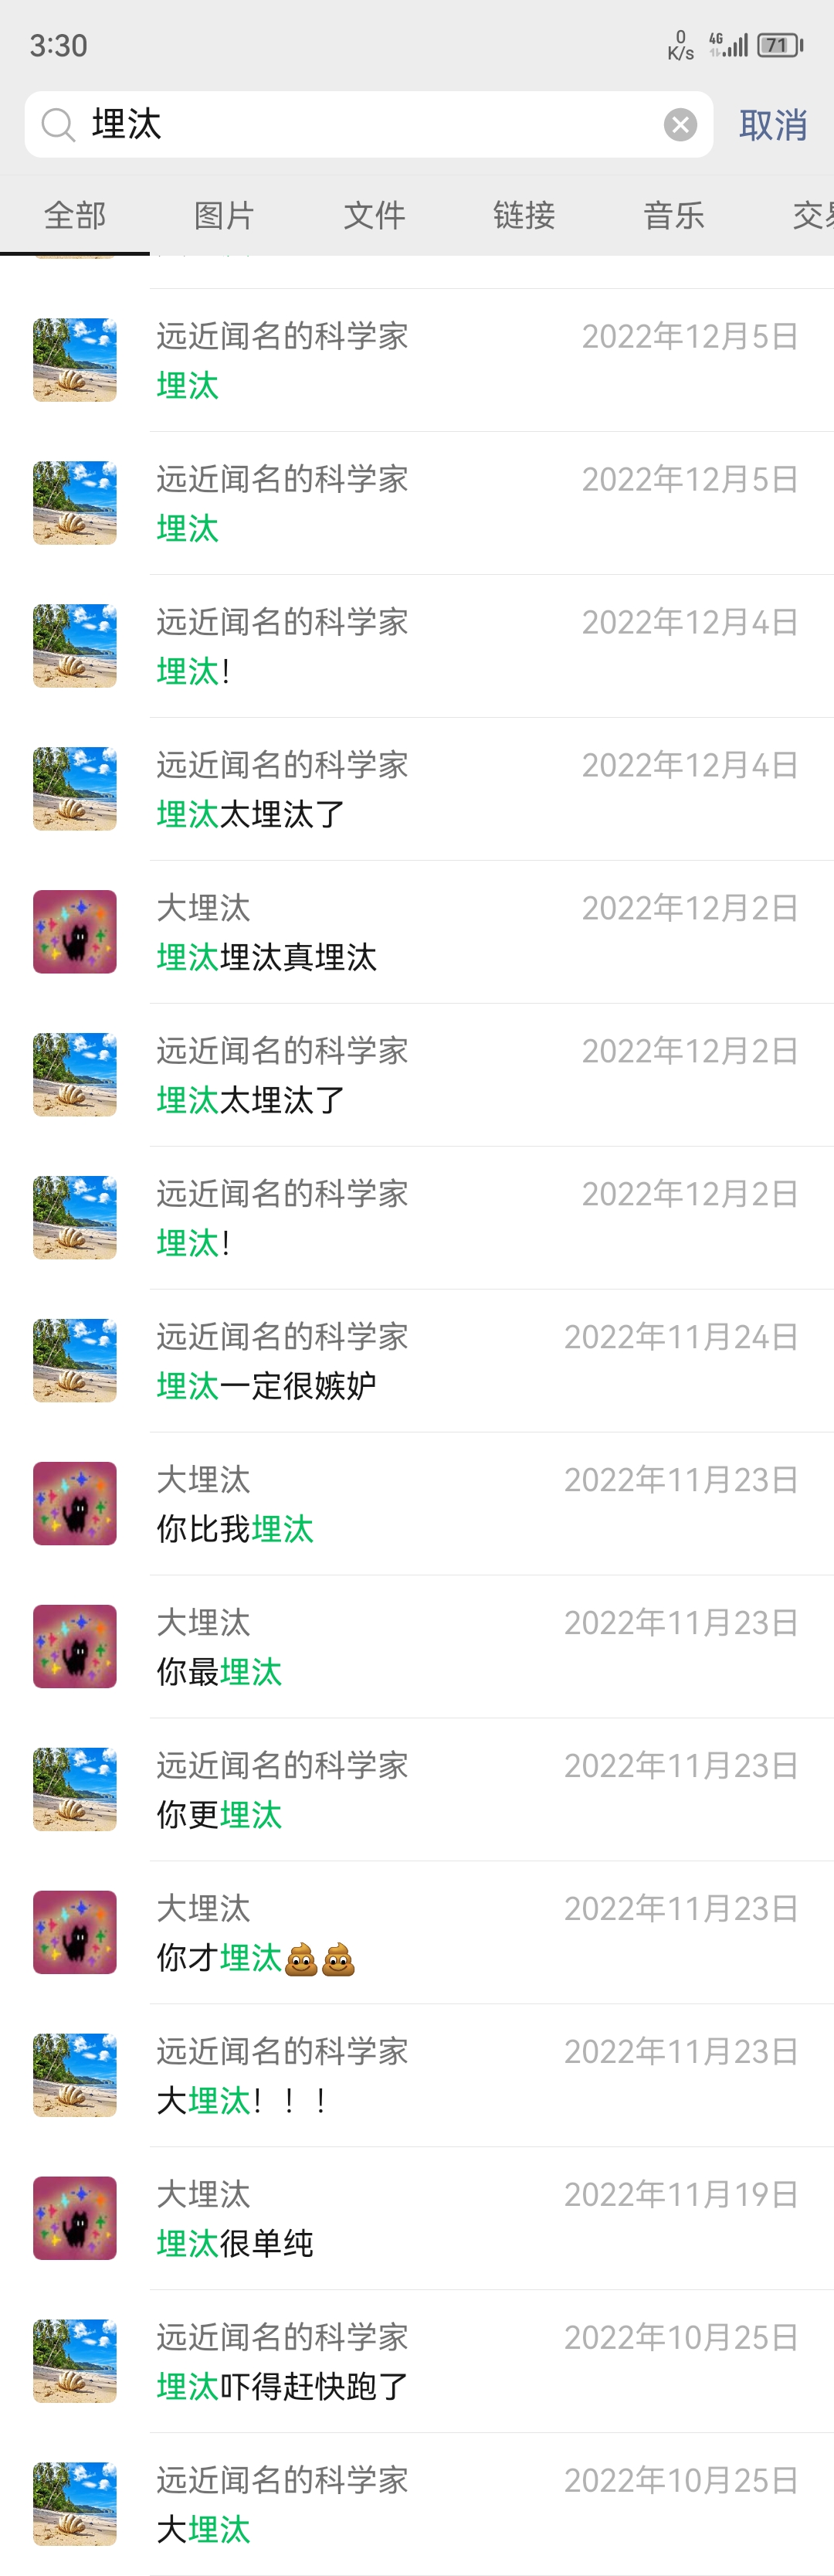 3:30
0
K/s
4G
71
埋汰
取消
全部 图片 文件 链接 音乐
远近闻名的科学家 2022年12月5日
埋汰
远近闻名的科学家 2022年12月5日
埋汰
远近闻名的科学家 2022年12月4日
埋汰!
远近闻名的科学家 2022年12月4日
埋汰太埋汰了
大埋汰 2022年12月2日
埋汰埋汰真埋汰
远近闻名的科学家 2022年12月2日
埋汰太埋汰了
远近闻名的科学家 2022年12月2日
埋汰!
远近闻名的科学家 2022年11月24日
埋汰一定很嫉妒
大埋汰 2022年11月23日
你比我埋汰
大埋汰 2022年11月23日
你最埋汰
远近闻名的科学家 2022年11月23日
你更埋汰
大埋汰 2022年11月23日
你才埋汰💩💩
远近闻名的科学家 2022年11月23日
大埋汰！！！
大埋汰 2022年11月19日
埋汰很单纯
远近闻名的科学家 2022年10月25日
埋汰吓得赶快跑了
远近闻名的科学家 2022年10月25日
大埋汰